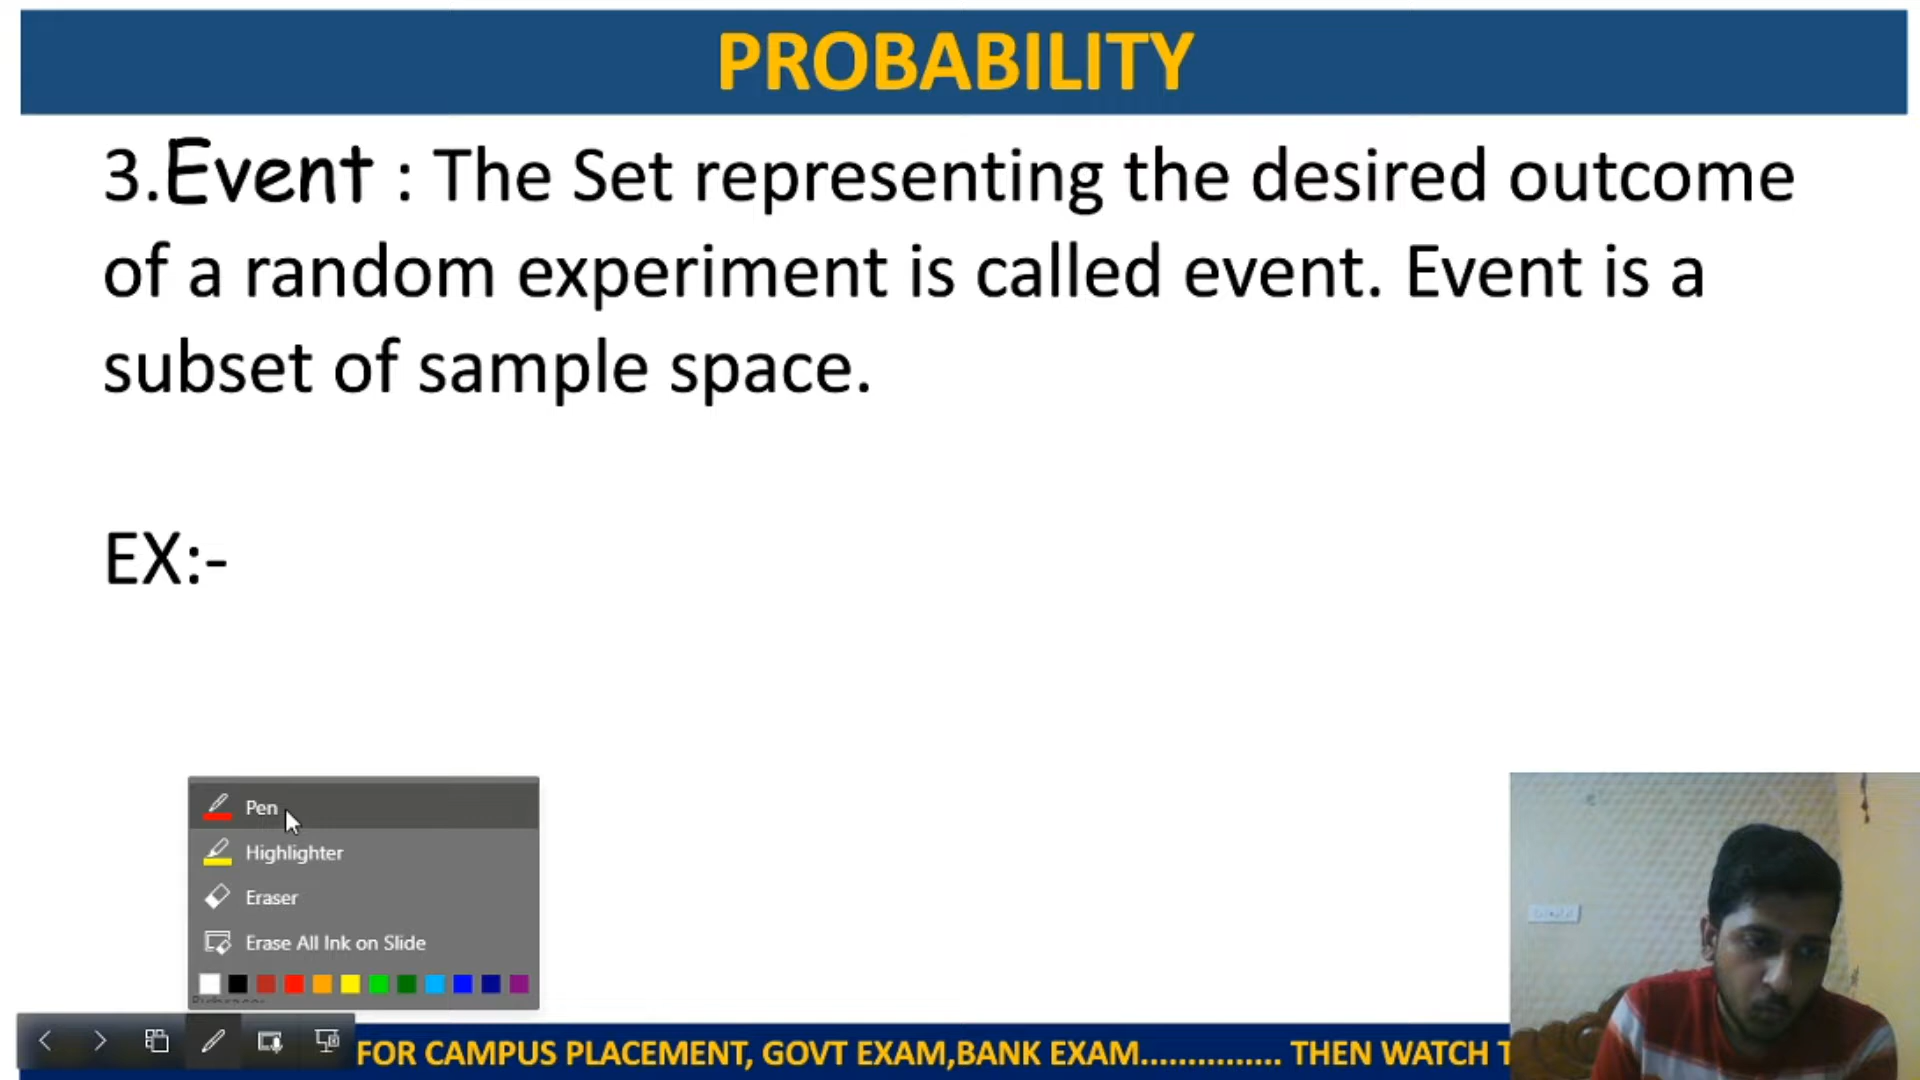 PROBABILITY
3.Event : The Set representing the desired outcome
of a random experiment is called event. Event is a
subset of sample space.
EX:-
Pen
Highlighter
Eraser
Erase All Ink on Slide
FOR CAMPUS PLACEMENT, GOVT EXAM,BANK EXAM............... THEN WATCH T